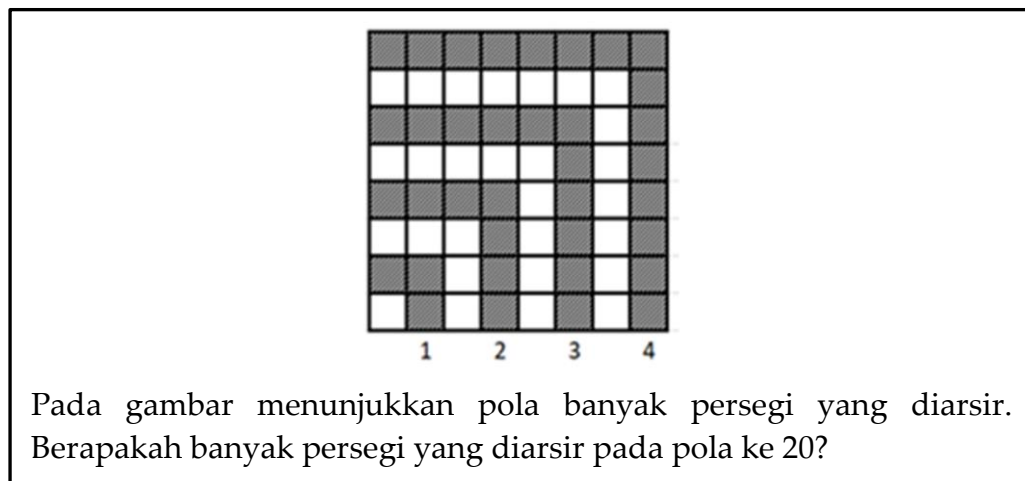 1 2 3 4
Pada gambar menunjukkan pola banyak persegi yang diarsir.
Berapakah banyak persegi yang diarsir pada pola ke 20?